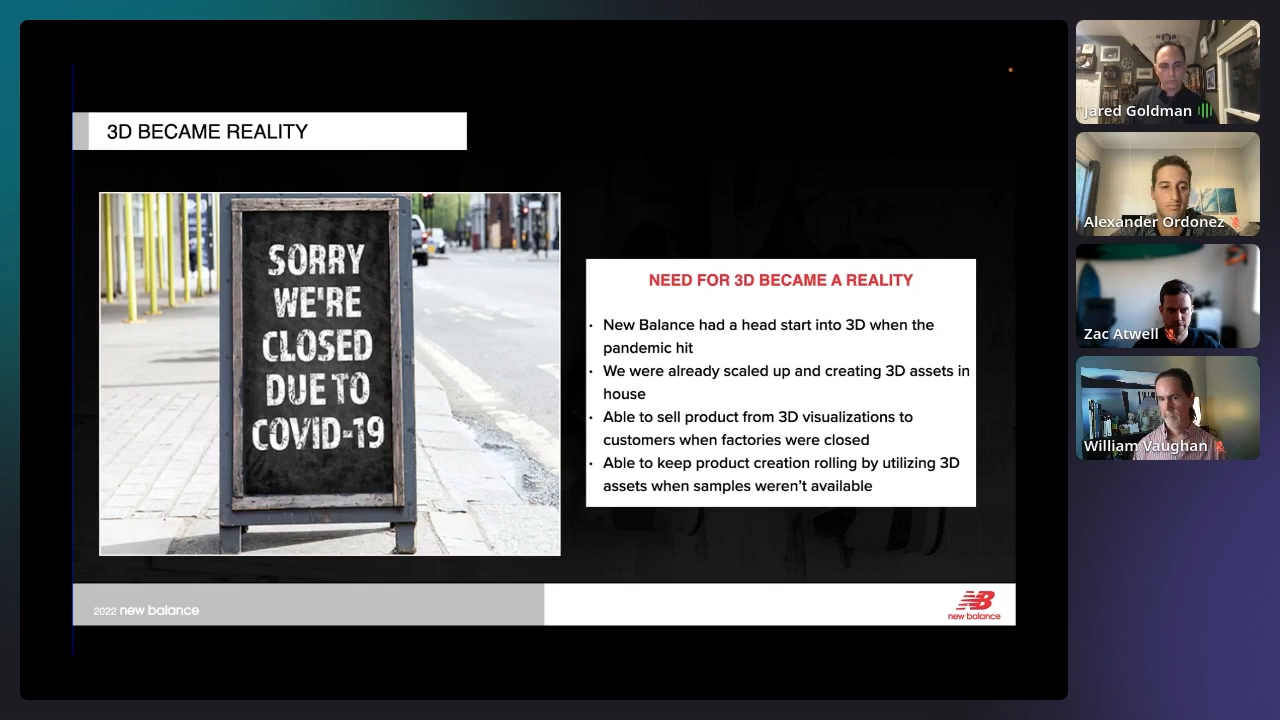 3D BECAME REALITY
SORRY
WE'RE
CLOSED
DUE TO
COVID-19
NEED FOR 3D BECAME A REALITY
· New Balance had a head start into 3D when the
pandemic hit
· We were already scaled up and creating 3D assets in
house
· Able to sell product from 3D visualizations to
customers when factories were closed
· Able to keep product creation rolling by utilizing 3D
assets when samples weren’t available
2022 new balance
NB
new balance
Jared Goldman
Alexander Ordonez
Zac Atwell
William Vaughan